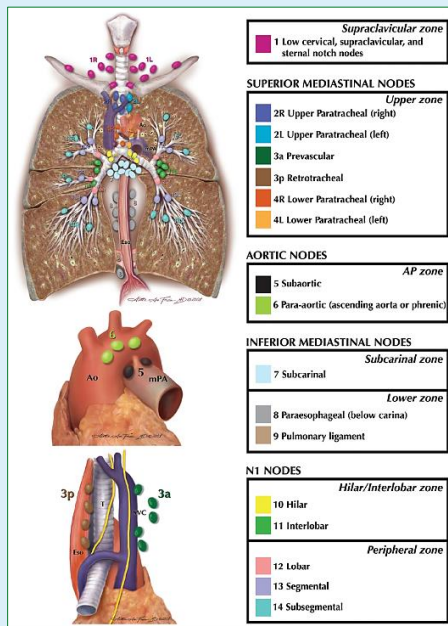 Supraclavicular zone
1 Low cervical, supraclavicular, and
sternal notch nodes
SUPERIOR MEDIASTINAL NODES
Upper zone
2R Upper Paratracheal (right)
2L Upper Paratracheal (left)
3a Prevascular
3p Retrotracheal
4R Lower Paratracheal (right)
4L Lower Paratracheal (left)
AORTIC NODES
AP zone
5 Subaortic
6 Para-aortic (ascending aorta or phrenic)
INFERIOR MEDIASTINAL NODES
Subcarinal zone
7 Subcarinal
Lower zone
8 Paraesophageal (below carina)
9 Pulmonary ligament
N1 NODES
Hilar/Interlobar zone
10 Hilar
11 Interlobar
Peripheral zone
12 Lobar
13 Segmental
14 Subsegmental
1R 1L
Eso
6
Ao 5 mPA
3p T 3a
Eso